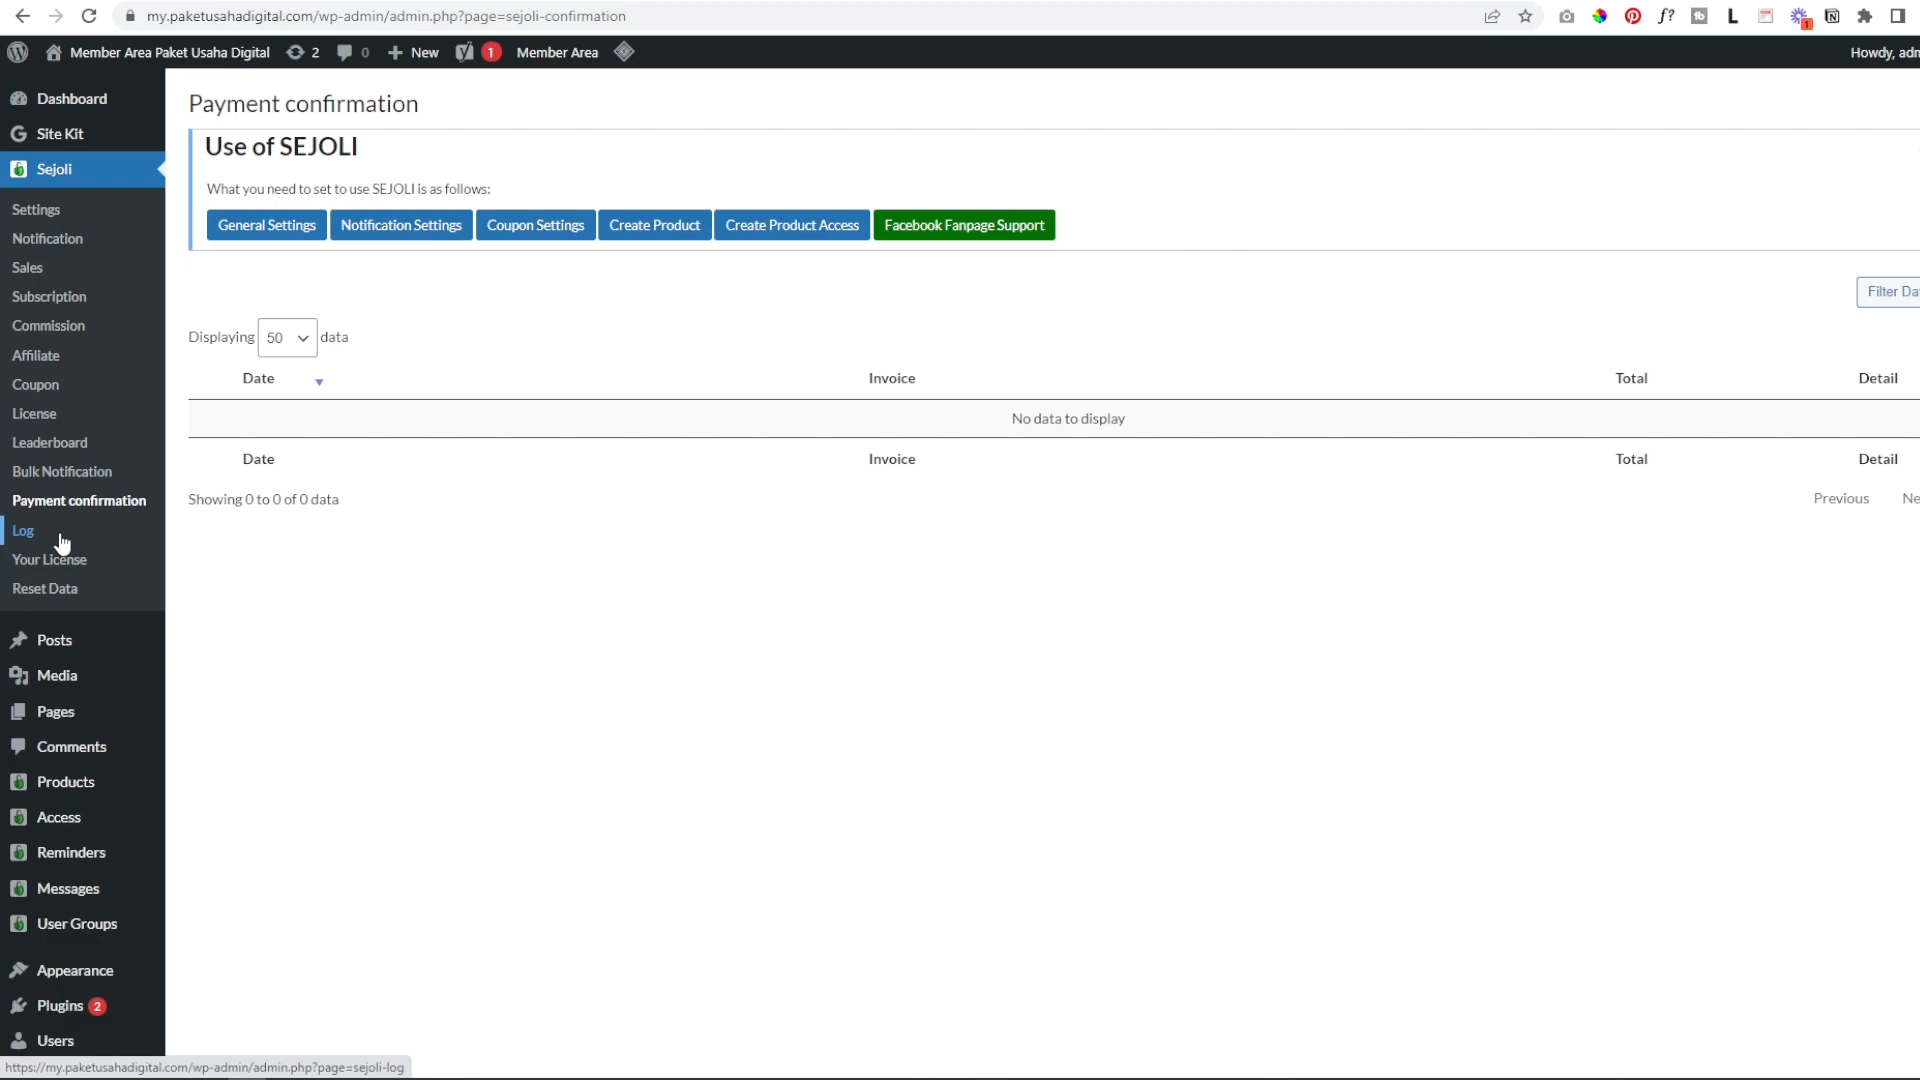 my.paketusahadigital.com/wp-admin/admin.php?page=sejoli-confirmation
Member Area Paket Usaha Digital 2 0 New 1 Member Area Howdy, adm
Dashboard
Site Kit
Sejoli
Settings
Notification
Sales
Subscription
Commission
Affiliate
Coupon
License
Leaderboard
Bulk Notification
Payment confirmation
Log
Your License
Reset Data
Posts
Media
Pages
Comments
Products
Access
Reminders
Messages
User Groups
Appearance
Plugins 2
Users
Payment confirmation
Use of SEJOLI
What you need to set to use SEJOLI is as follows:
General Settings Notification Settings Coupon Settings Create Product Create Product Access Facebook Fanpage Support
Filter Da
Displaying 50 data
Date Invoice Total Detail
No data to display
Date Invoice Total Detail
Showing 0 to 0 of 0 data Previous Ne
https://my.paketusahadigital.com/wp-admin/admin.php?page=sejoli-log